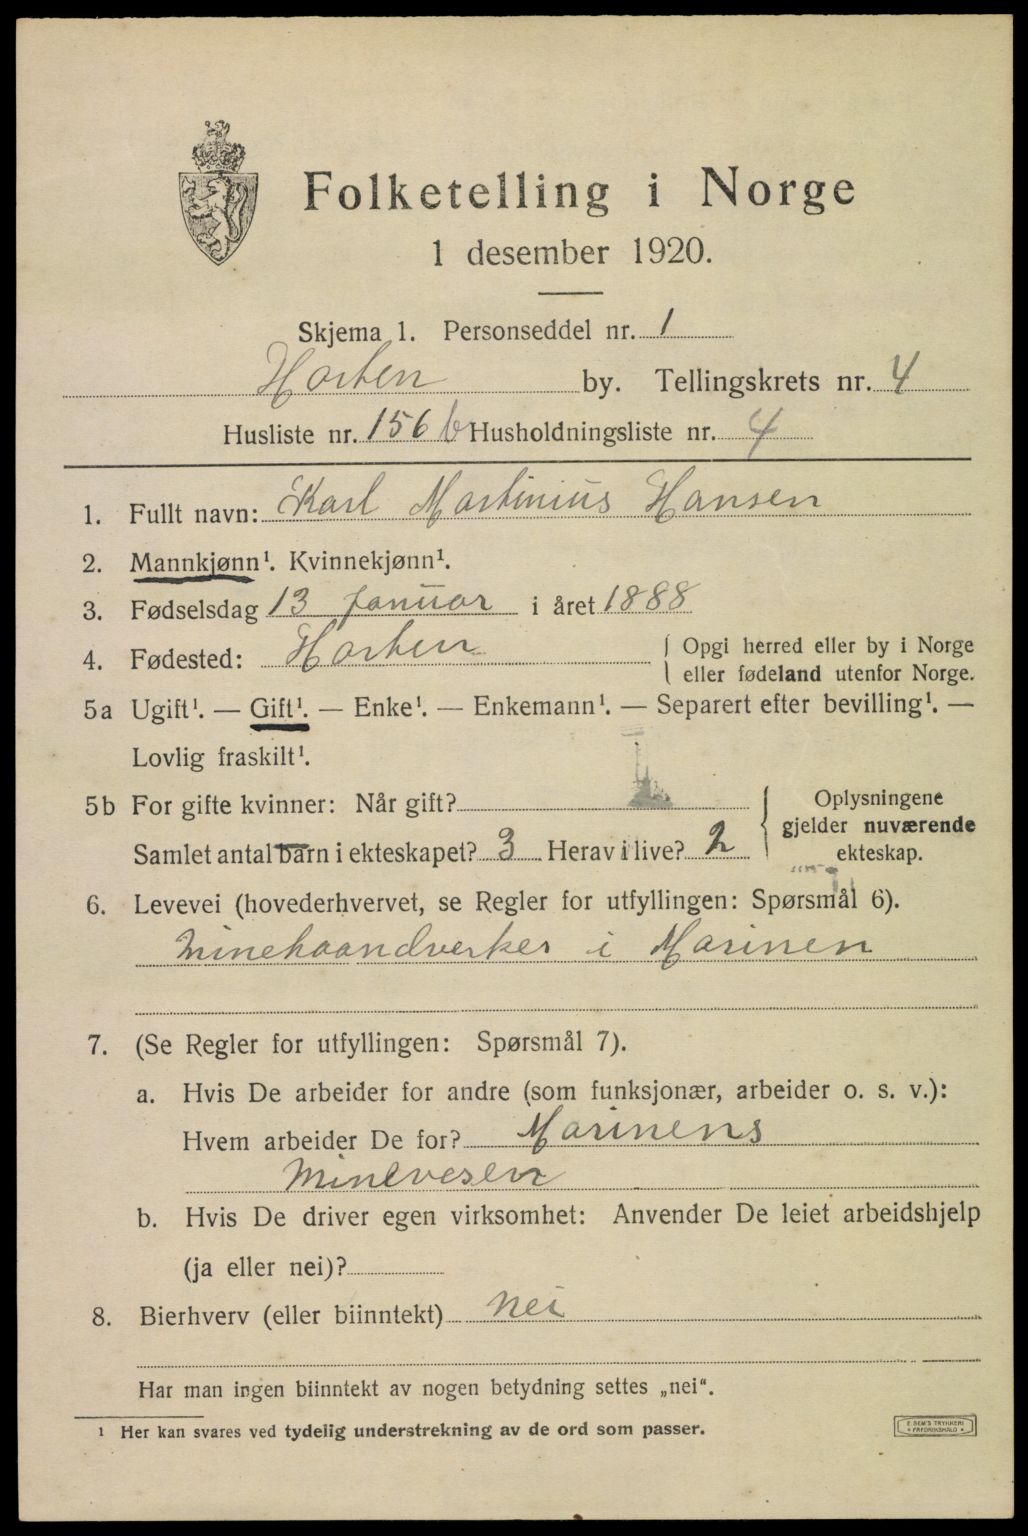 Folketelling i Norge
1 desember 1920.
Skjema 1. Personseddel nr. 1
Horten by. Tellingskrets nr. 4
Husliste nr. 156 b Husholdningsliste nr. 4
1. Fullt navn: Karl Martinius Hansen
2. Mannkjønn¹. Kvinnekjønn¹.
3. Fødselsdag 13 januar i året 1888
4. Fødested: Horten { Opgi herred eller by i Norge
eller fødeland utenfor Norge.
5a Ugift¹. — Gift¹. — Enke¹. — Enkemann¹. — Separert efter bevilling¹. —
Lovlig fraskilt¹.
5b For gifte kvinner: Når gift?
Samlet antal barn i ekteskapet? 3 Herav i live? 2
{ Oplysningene
gjelder nuværende
ekteskap.
6. Levevei (hovederhvervet, se Regler for utfyllingen: Spørsmål 6).
Minehaandverker i Marinen
7. (Se Regler for utfyllingen: Spørsmål 7).
a. Hvis De arbeider for andre (som funksjonær, arbeider o. s. v.):
Hvem arbeider De for? Marinens
Minevesen
b. Hvis De driver egen virksomhet: Anvender De leiet arbeidshjelp
(ja eller nei)?
8. Bierhverv (eller biinntekt) nei
Har man ingen biinntekt av nogen betydning settes „nei".
¹ Her kan svares ved tydelig understrekning av de ord som passer.
E. SEM'S TRYKKERI
FREDRIKSHALD